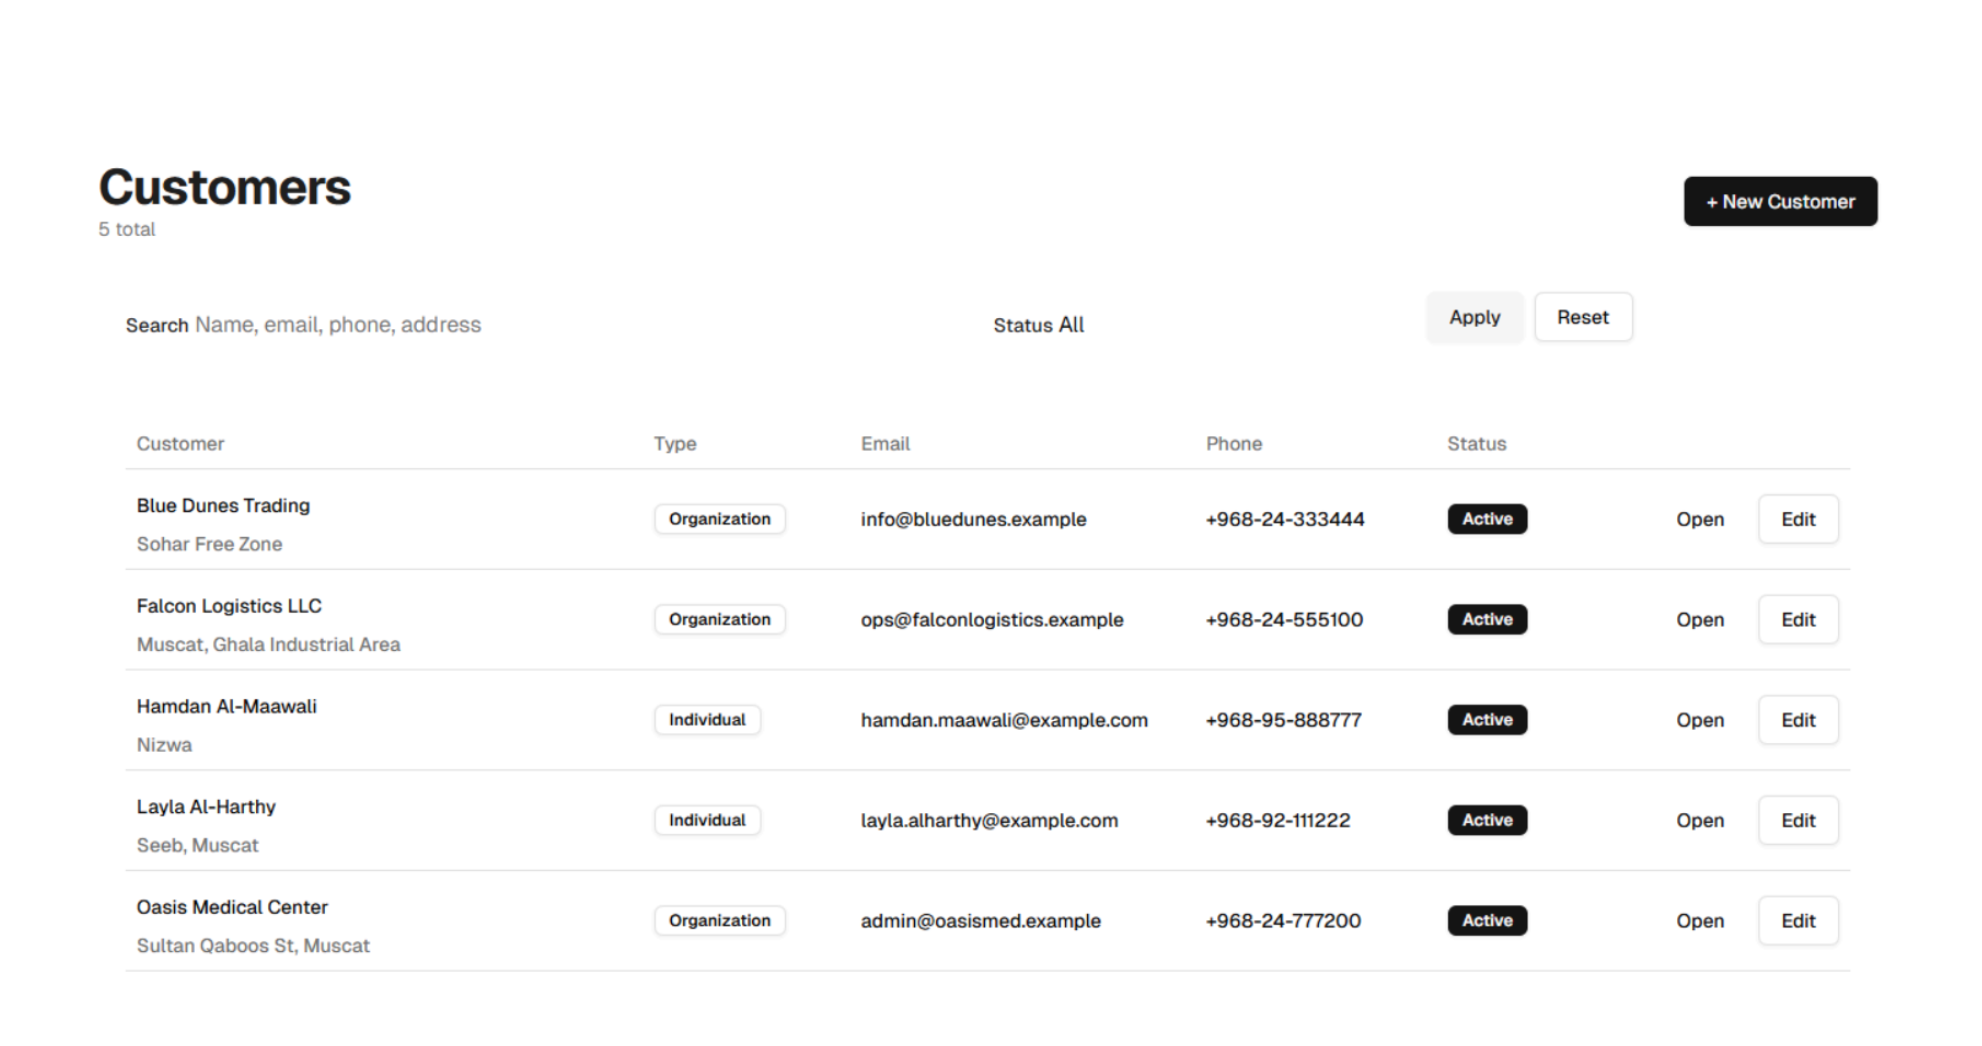 Customers
5 total
+ New Customer
Search Name, email, phone, address
Status All
Apply
Reset
Customer Type Email Phone Status
Blue Dunes Trading
Sohar Free Zone
Organization info@bluedunes.example +968-24-333444 Active Open Edit
Falcon Logistics LLC
Muscat, Ghala Industrial Area
Organization ops@falconlogistics.example +968-24-555100 Active Open Edit
Hamdan Al-Maawali
Nizwa
Individual hamdan.maawali@example.com +968-95-888777 Active Open Edit
Layla Al-Harthy
Seeb, Muscat
Individual layla.alharthy@example.com +968-92-111222 Active Open Edit
Oasis Medical Center
Sultan Qaboos St, Muscat
Organization admin@oasismed.example +968-24-777200 Active Open Edit